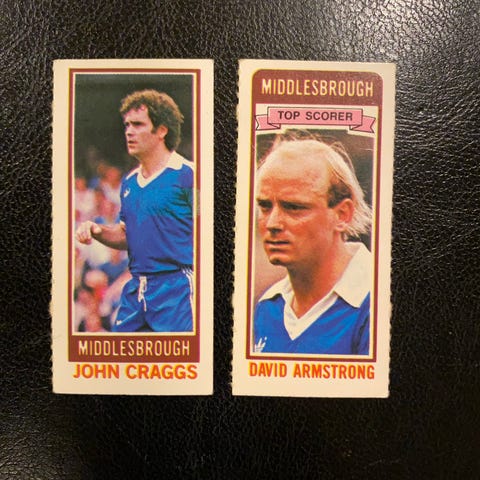 MIDDLESBROUGH
JOHN CRAGGS
MIDDLESBROUGH
TOP SCORER
DAVID ARMSTRONG